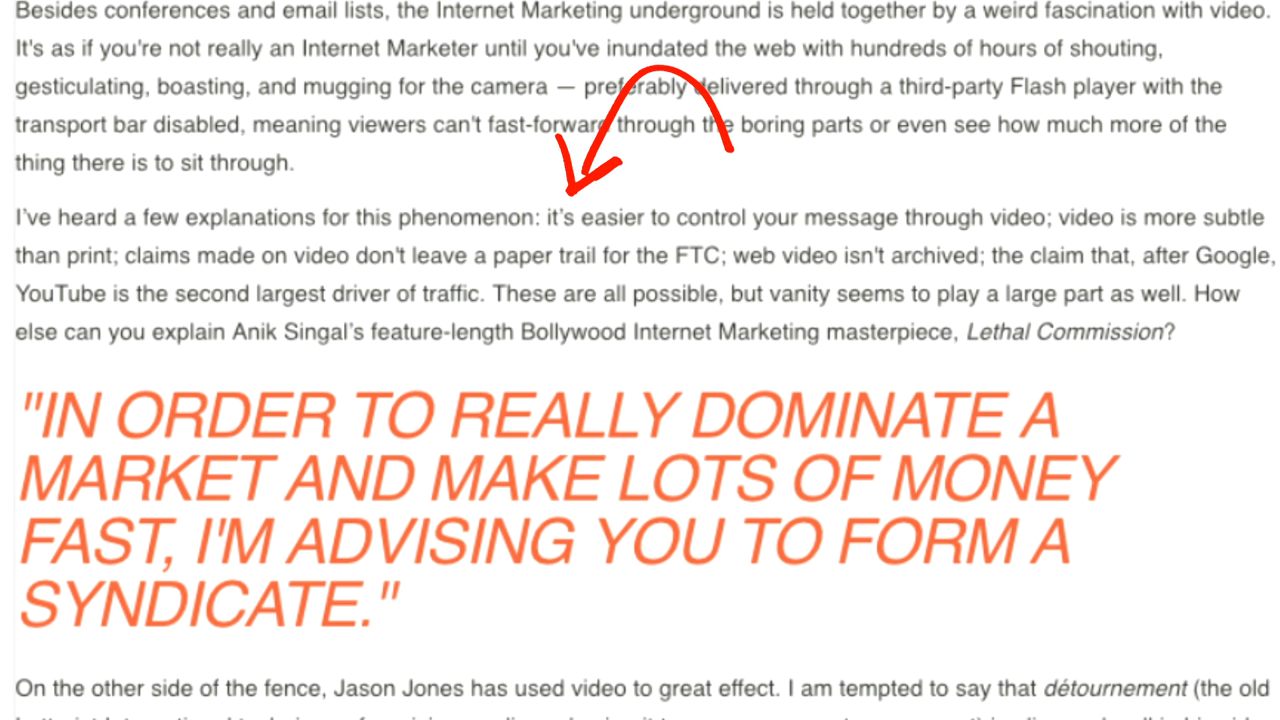 Besides conferences and email lists, the Internet Marketing underground is held together by a weird fascination with video.
It's as if you're not really an Internet Marketer until you've inundated the web with hundreds of hours of shouting,
gesticulating, boasting, and mugging for the camera — preferably delivered through a third-party Flash player with the
transport bar disabled, meaning viewers can't fast-forward through the boring parts or even see how much more of the
thing there is to sit through.
I've heard a few explanations for this phenomenon: it's easier to control your message through video; video is more subtle
than print; claims made on video don't leave a paper trail for the FTC; web video isn't archived; the claim that, after Google,
YouTube is the second largest driver of traffic. These are all possible, but vanity seems to play a large part as well. How
else can you explain Anik Singal's feature-length Bollywood Internet Marketing masterpiece, Lethal Commission?
"IN ORDER TO REALLY DOMINATE A
MARKET AND MAKE LOTS OF MONEY
FAST, I'M ADVISING YOU TO FORM A
SYNDICATE."
On the other side of the fence, Jason Jones has used video to great effect. I am tempted to say that détournement (the old